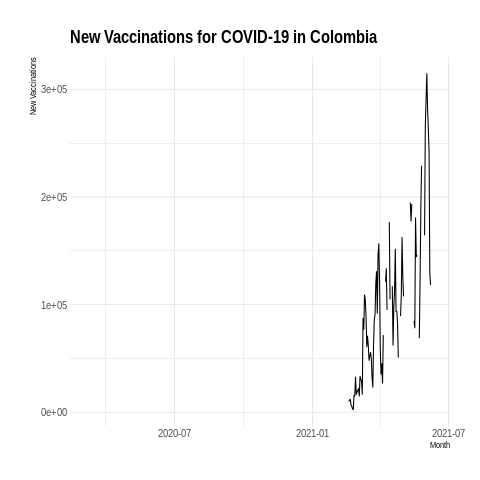 New Vaccinations for COVID-19 in Colombia
New Vaccinations
3e+05
2e+05
1e+05
0e+00
2020-07
2021-01
2021-07
Month